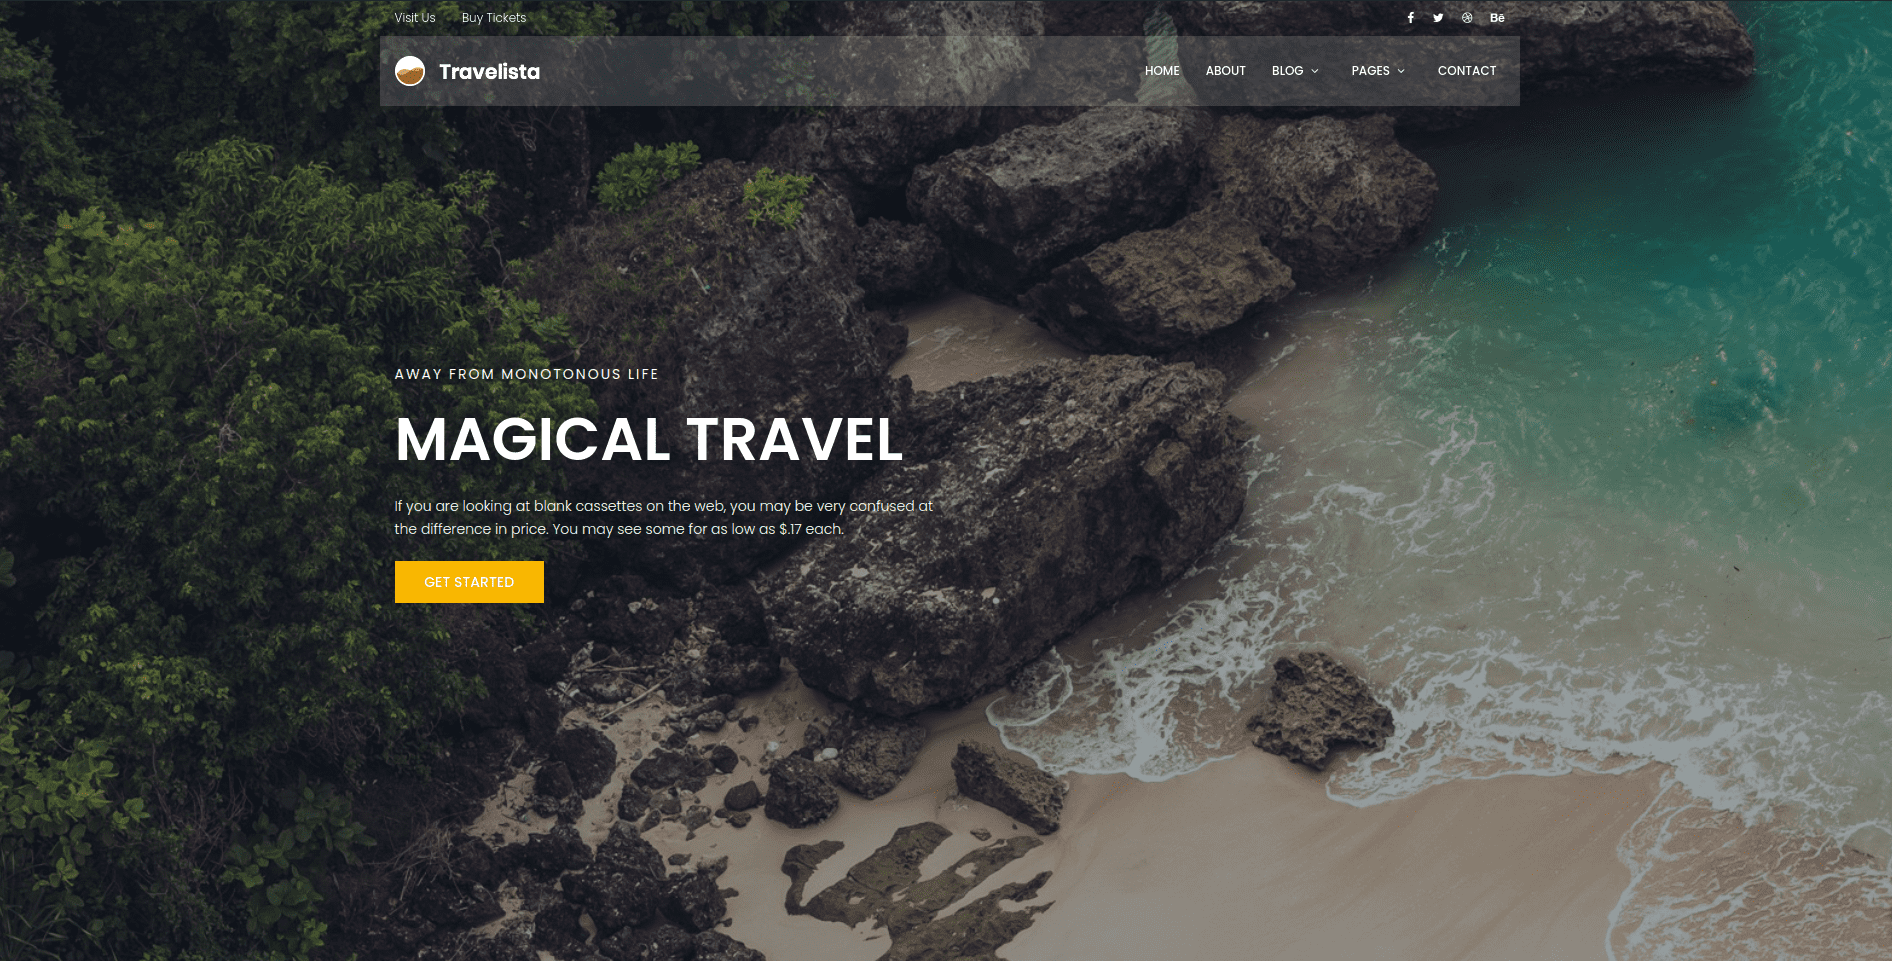 Visit Us Buy Tickets Bē
Travelista HOME ABOUT BLOG PAGES CONTACT
AWAY FROM MONOTONOUS LIFE
MAGICAL TRAVEL
If you are looking at blank cassettes on the web, you may be very confused at
the difference in price. You may see some for as low as $.17 each.
GET STARTED